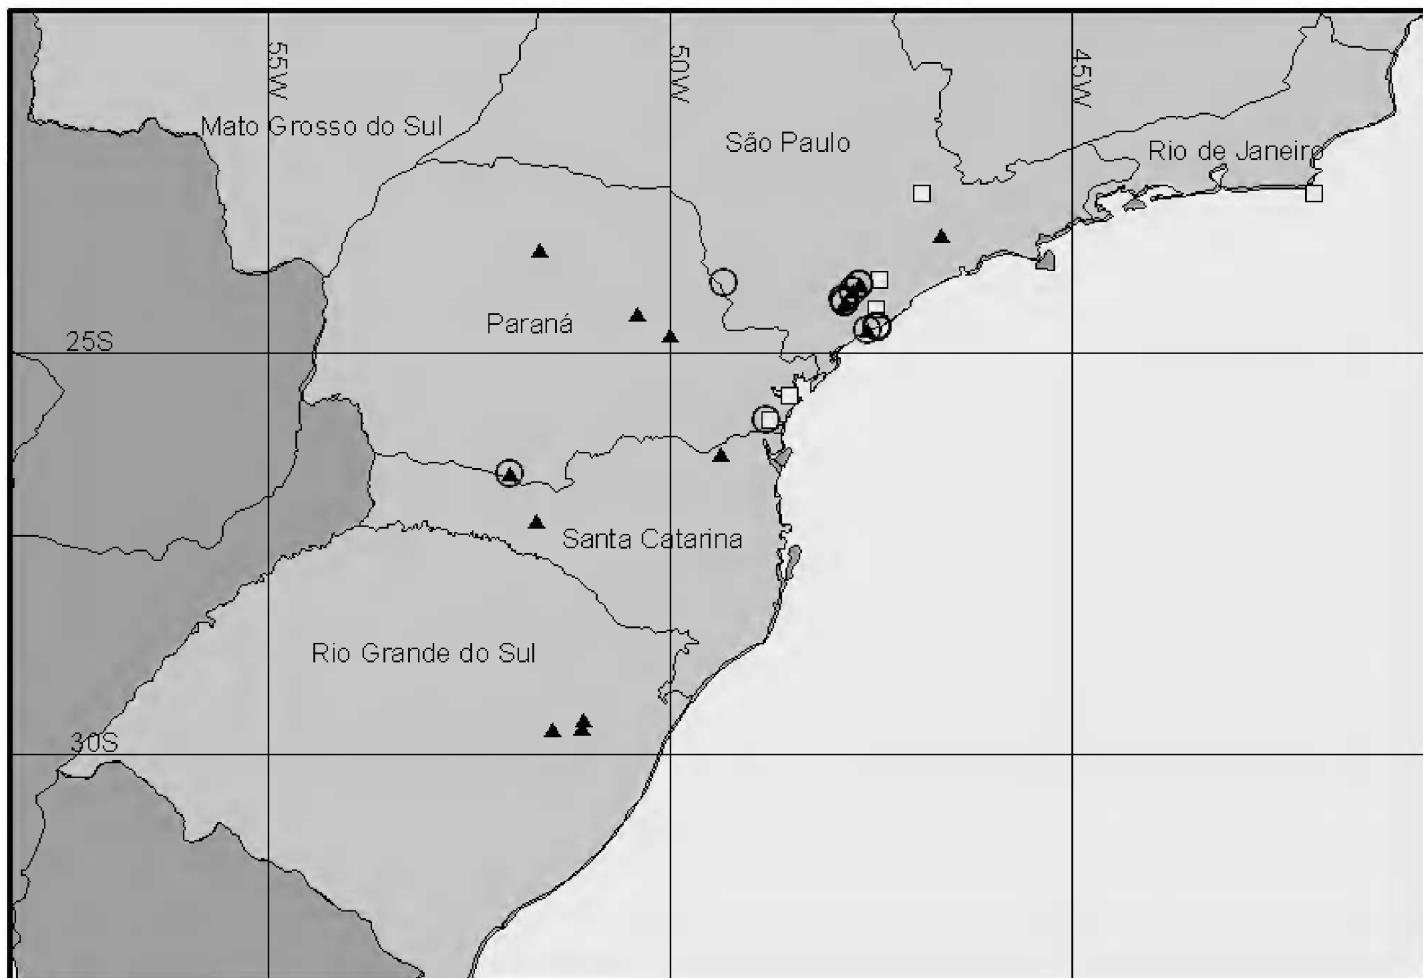 55W
50W
45W
Mato Grosso do Sul
São Paulo
Rio de Janeiro
Paraná
25S
Santa Catarina
Rio Grande do Sul
30S